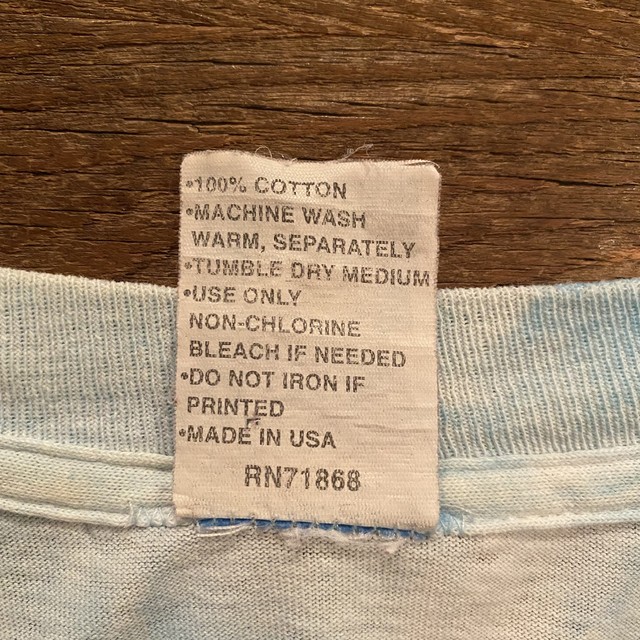 •100% COTTON
•MACHINE WASH
WARM, SEPARATELY
•TUMBLE DRY MEDIUM
•USE ONLY
NON-CHLORINE
BLEACH IF NEEDED
•DO NOT IRON IF
PRINTED
•MADE IN USA
RN71868